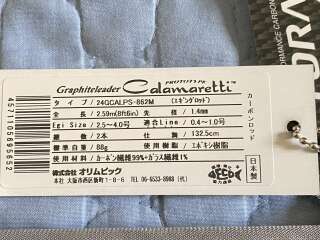 Graphiteleader PROTOTYPE Calamaretti
タイプ / 24GCALPS-862M (エギングロッド)
全長 / 2.59m(8ft6in) 先径 / 1.4mm
Egi Size / 2.5~4.0号 適合Line / 0.4~1.0号
継数 / 2本 仕舞 / 132.5cm
標準自重 / 88g 使用樹脂 / エポキシ樹脂
使用材料 / カーボン繊維99%+ガラス繊維1%
株式会社 オリムピック
本社 大阪市西区新町1-8-6 TEL 06-6533-8988(代)
カーボンロッド
日本製
4571105695652
ORMANCE CARBON